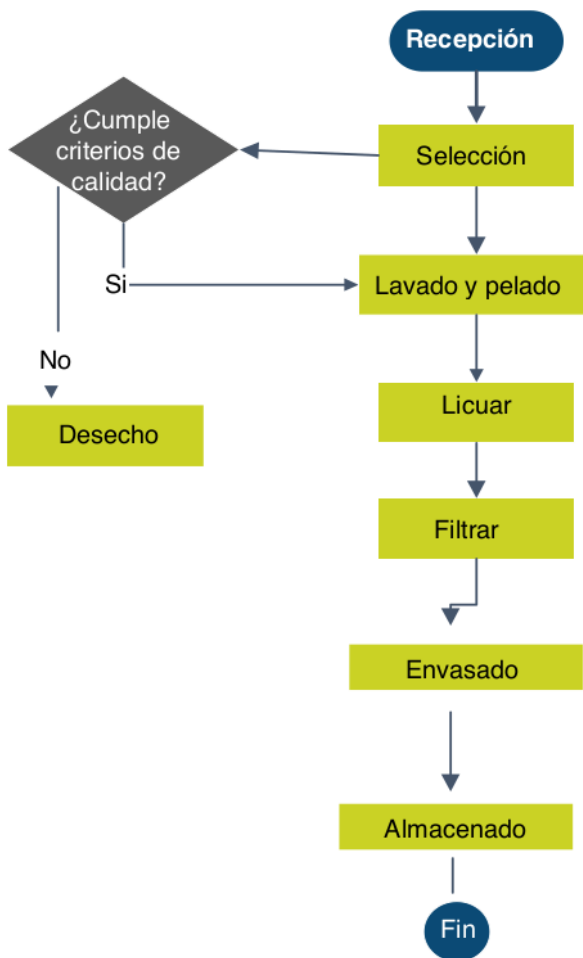 Recepción
¿Cumple
criterios de
calidad?
Selección
Si
Lavado y pelado
No
Licuar
Desecho
Filtrar
Envasado
Almacenado
Fin